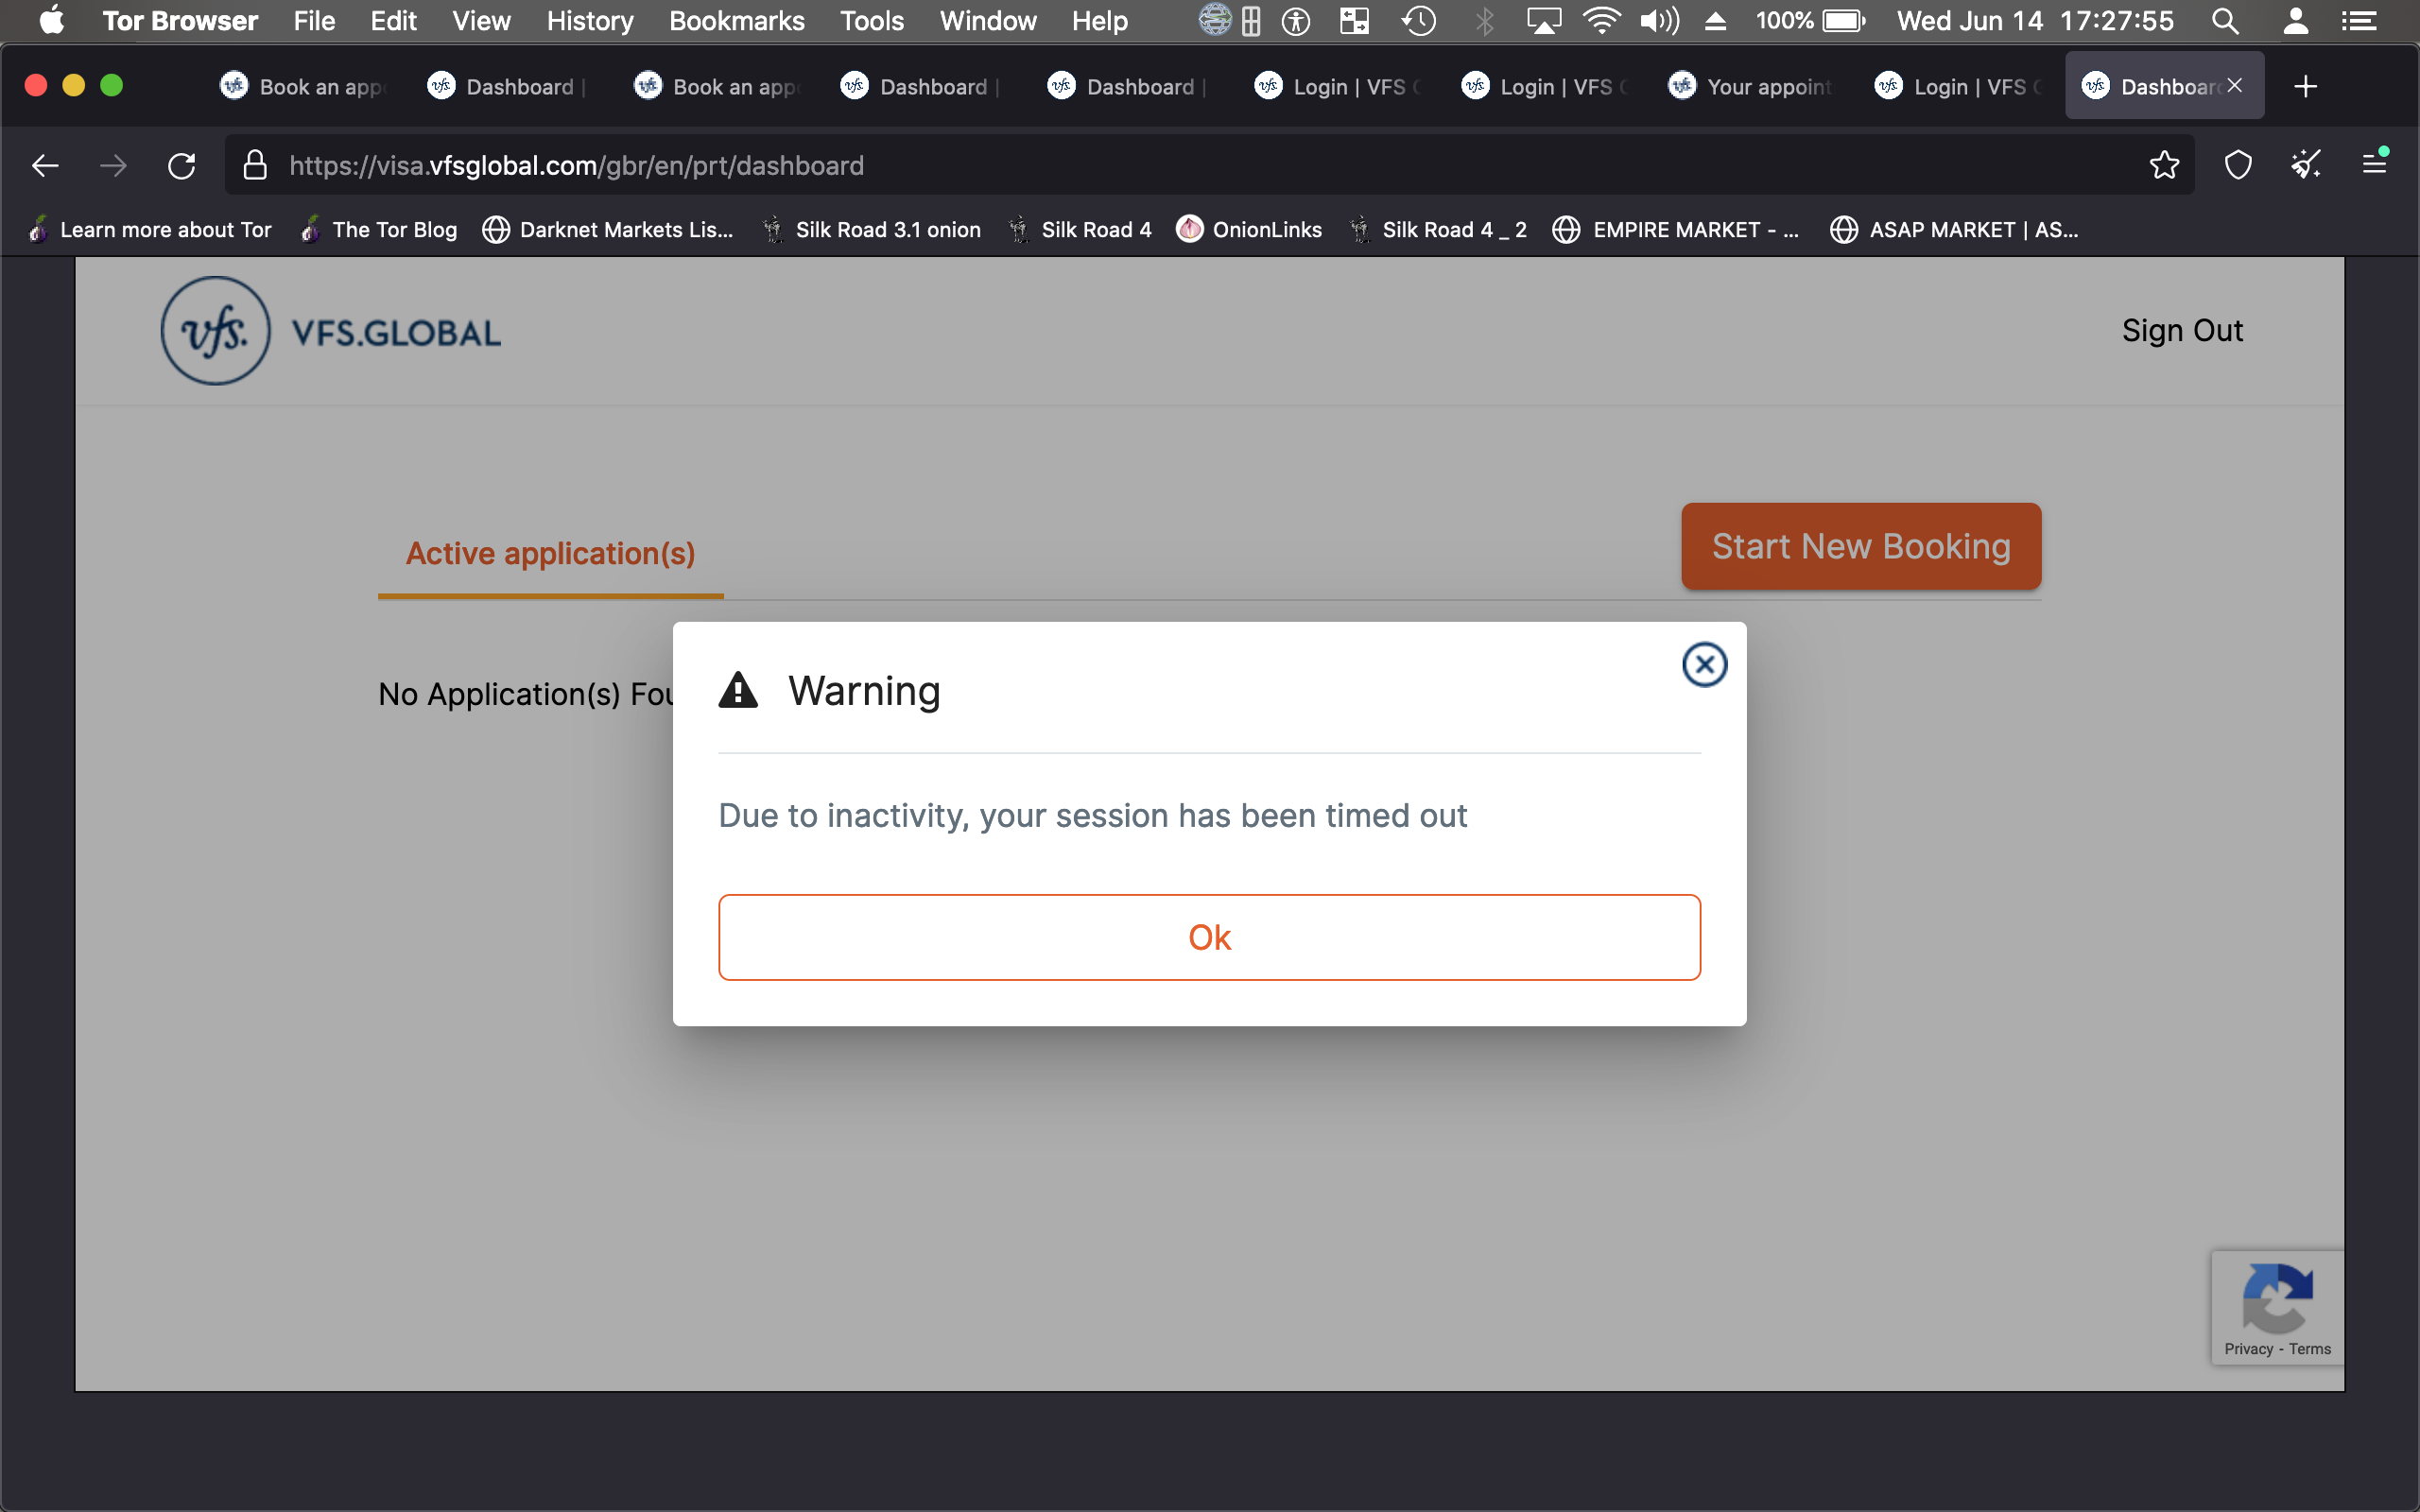 Tor Browser File Edit View History Bookmarks Tools Window Help 100% Wed Jun 14 17:27:55
Book an app Dashboard | Book an app Dashboard | Dashboard | Login | VFS G Login | VFS G Your appoint Login | VFS G Dashboar
https://visa.vfsglobal.com/gbr/en/prt/dashboard
Learn more about Tor The Tor Blog Darknet Markets Lis... Silk Road 3.1 onion Silk Road 4 OnionLinks Silk Road 4 _ 2 EMPIRE MARKET - ... ASAP MARKET | AS...
vfs. VFS.GLOBAL Sign Out
Active application(s) Start New Booking
No Application(s) Fou
Warning
Due to inactivity, your session has been timed out
Ok
Privacy - Terms